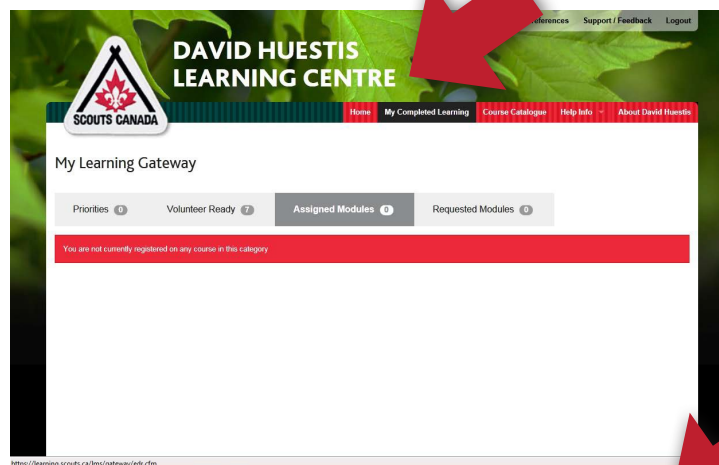 Support / Feedback Logout
DAVID HUESTIS
LEARNING CENTRE
SCOUTS CANADA
Home My Completed Learning Course Catalogue Help Info About David Huestis
My Learning Gateway
Priorities 0 Volunteer Ready 7 Assigned Modules 0 Requested Modules 0
You are not currently registered on any course in this category
https://learning.scouts.ca/lms/gateway/edr.cfm